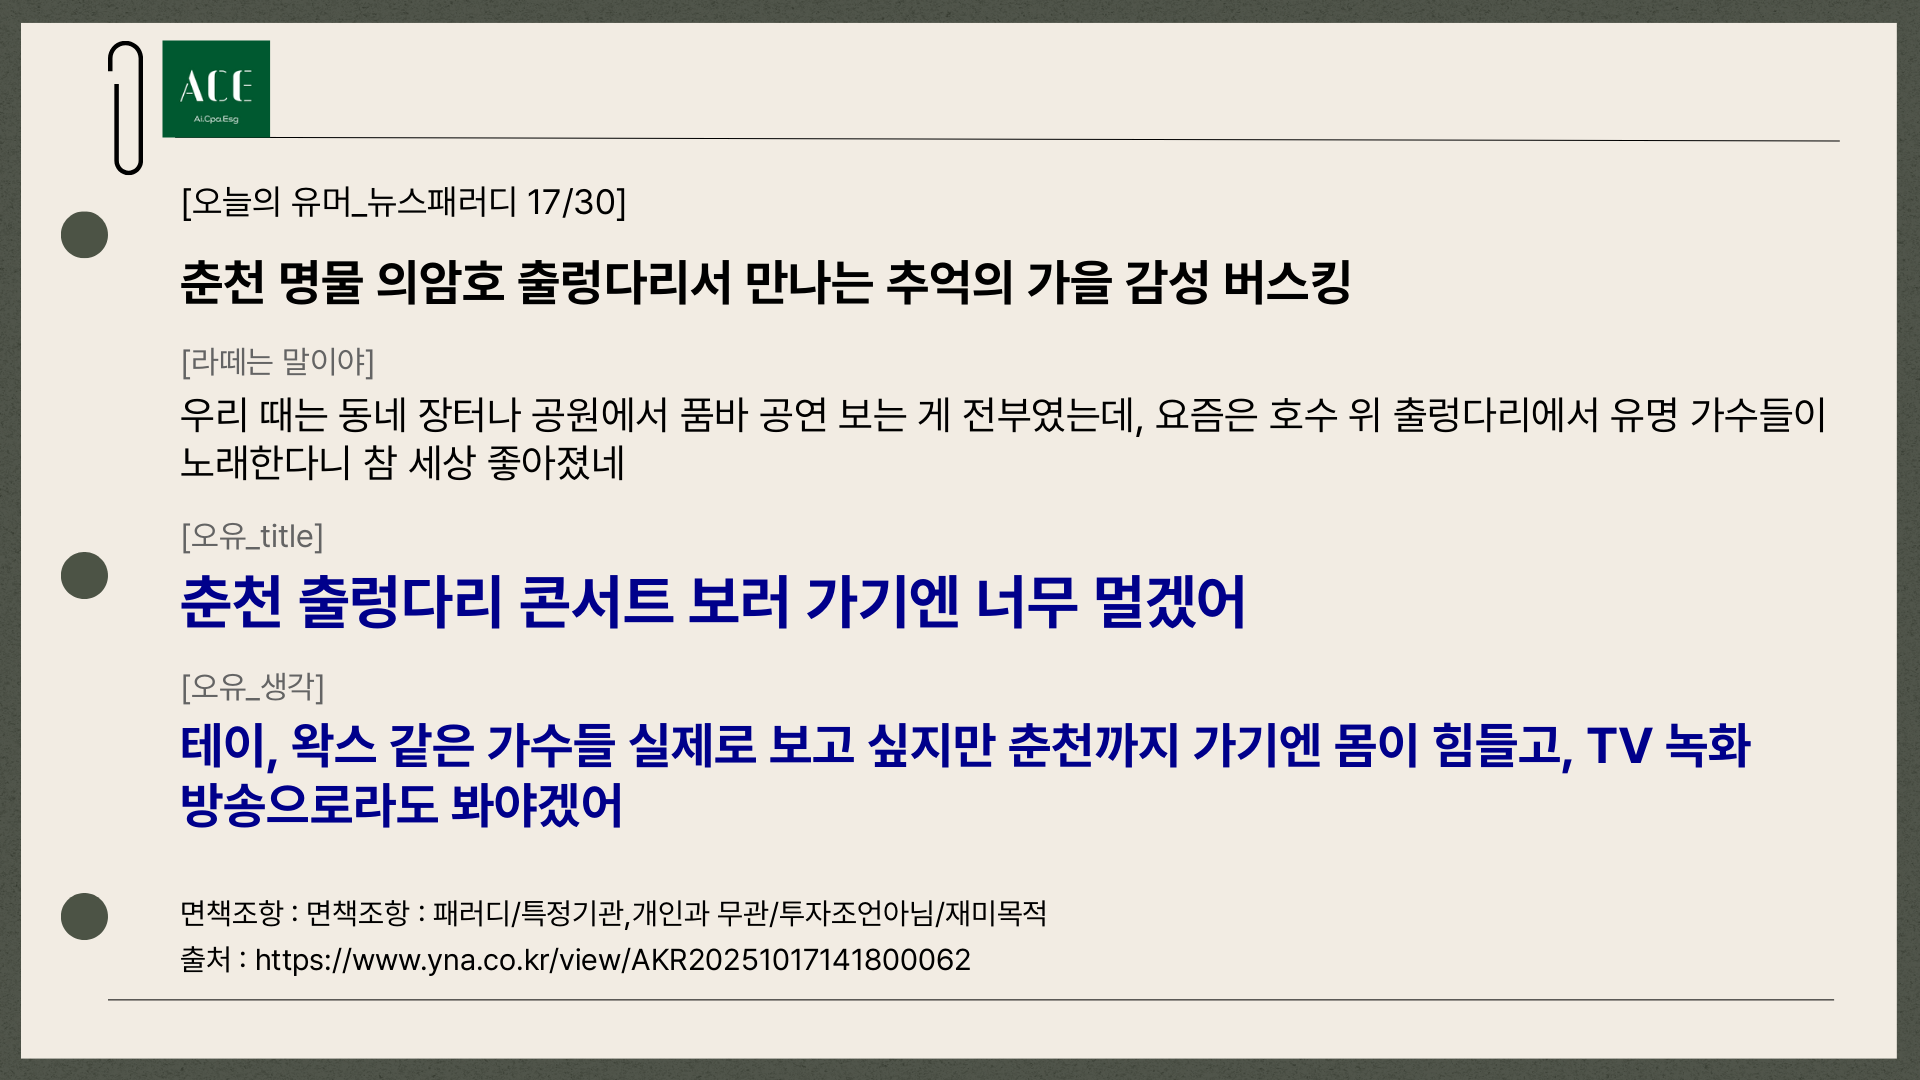 ACE
Ai.Cpa.Esg
[오늘의 유머_뉴스패러디 17/30]
춘천 명물 의암호 출렁다리서 만나는 추억의 가을 감성 버스킹
[라떼는 말이야]
우리 때는 동네 장터나 공원에서 품바 공연 보는 게 전부였는데, 요즘은 호수 위 출렁다리에서 유명 가수들이
노래한다니 참 세상 좋아졌네
[오유_title]
춘천 출렁다리 콘서트 보러 가기엔 너무 멀겠어
[오유_생각]
테이, 왁스 같은 가수들 실제로 보고 싶지만 춘천까지 가기엔 몸이 힘들고, TV 녹화
방송으로라도 봐야겠어
면책조항 : 면책조항 : 패러디/특정기관,개인과 무관/투자조언아님/재미목적
출처 : https://www.yna.co.kr/view/AKR20251017141800062